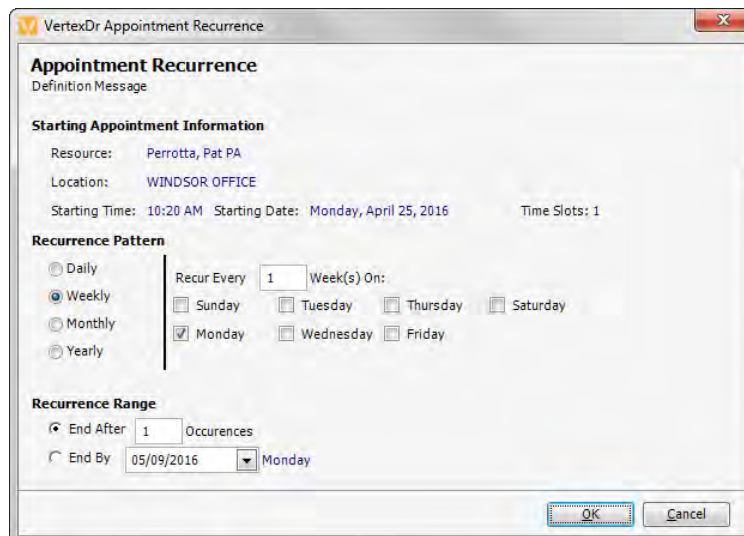 VertexDr Appointment Recurrence
Appointment Recurrence
Definition Message
Starting Appointment Information
Resource: Perrotta, Pat PA
Location: WINDSOR OFFICE
Starting Time: 10:20 AM Starting Date: Monday, April 25, 2016 Time Slots: 1
Recurrence Pattern
Daily
Weekly
Monthly
Yearly
Recur Every 1 Week(s) On:
Sunday Tuesday Thursday Saturday
Monday Wednesday Friday
Recurrence Range
End After 1 Occurences
End By 05/09/2016 Monday
OK Cancel